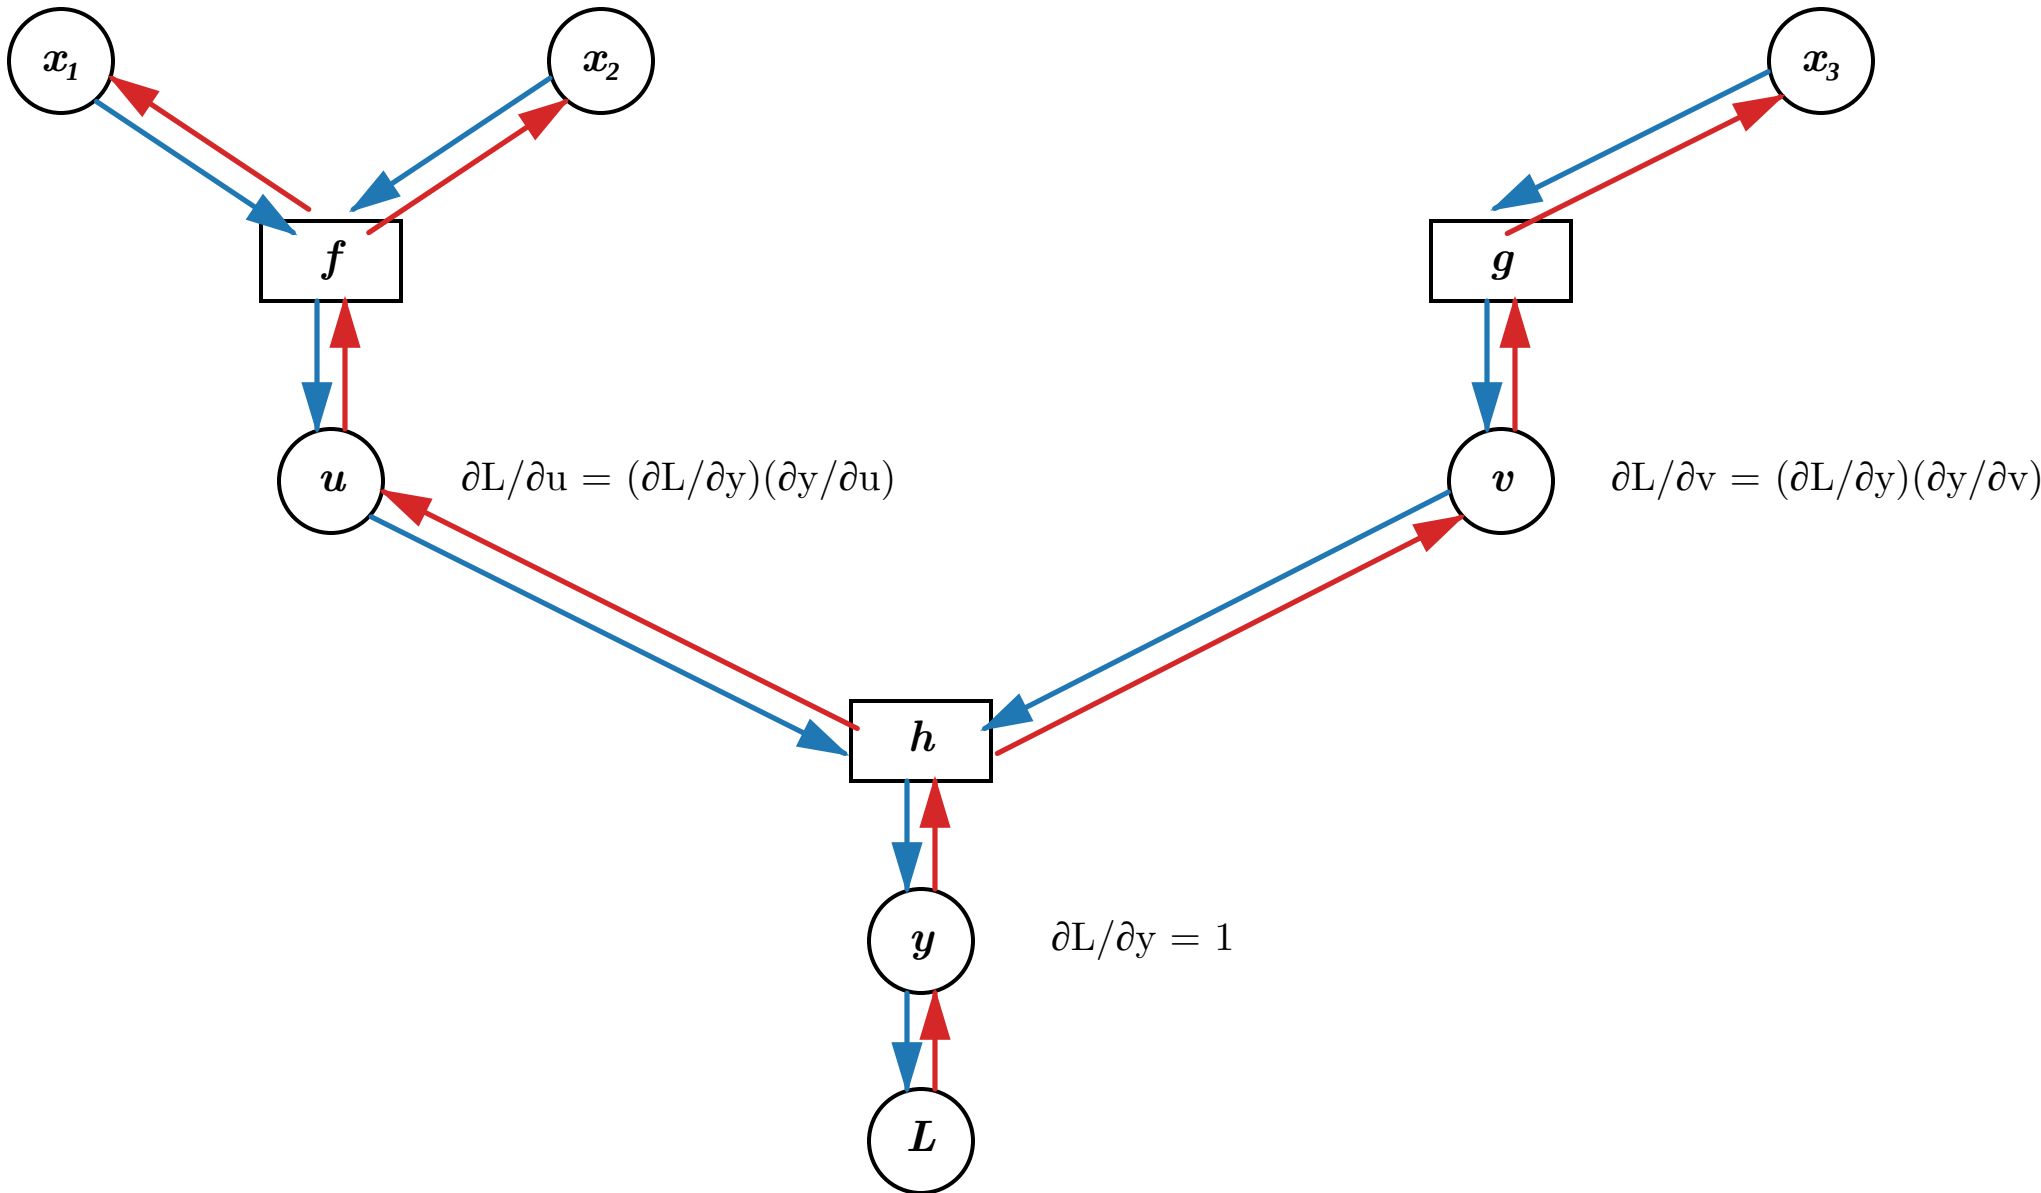 x₁
x₂
x₃
f
g
u
∂L/∂u = (∂L/∂y)(∂y/∂u)
v
∂L/∂v = (∂L/∂y)(∂y/∂v)
h
y
∂L/∂y = 1
L